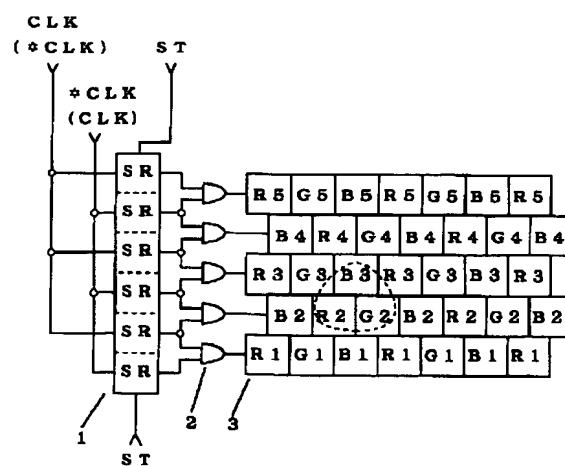 CLK
(*CLK)
ST
*CLK
(CLK)
SR
SR
SR
SR
SR
SR
R5 G5 B5 R5 G5 B5 R5
B4 R4 G4 B4 R4 G4 B4
R3 G3 B3 R3 G3 B3 R3
B2 R2 G2 B2 R2 G2 B2
R1 G1 B1 R1 G1 B1 R1
1
2
3
ST